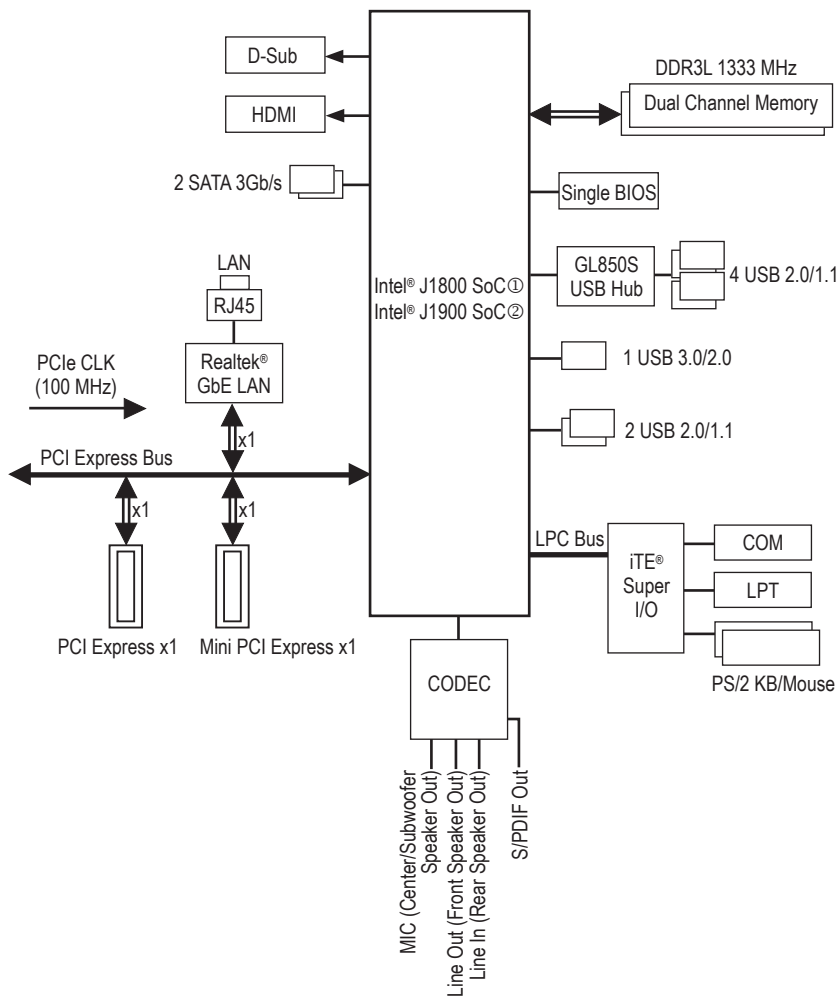 D-Sub
HDMI
2 SATA 3Gb/s
LAN
RJ45
Realtek®
GbE LAN
PCIe CLK
(100 MHz)
x1
PCI Express Bus
x1
x1
PCI Express x1
Mini PCI Express x1
Intel® J1800 SoC①
Intel® J1900 SoC②
DDR3L 1333 MHz
Dual Channel Memory
Single BIOS
GL850S
USB Hub
4 USB 2.0/1.1
1 USB 3.0/2.0
2 USB 2.0/1.1
LPC Bus
iTE®
Super
I/O
COM
LPT
PS/2 KB/Mouse
CODEC
MIC (Center/Subwoofer
Speaker Out)
Line Out (Front Speaker Out)
Line In (Rear Speaker Out)
S/PDIF Out